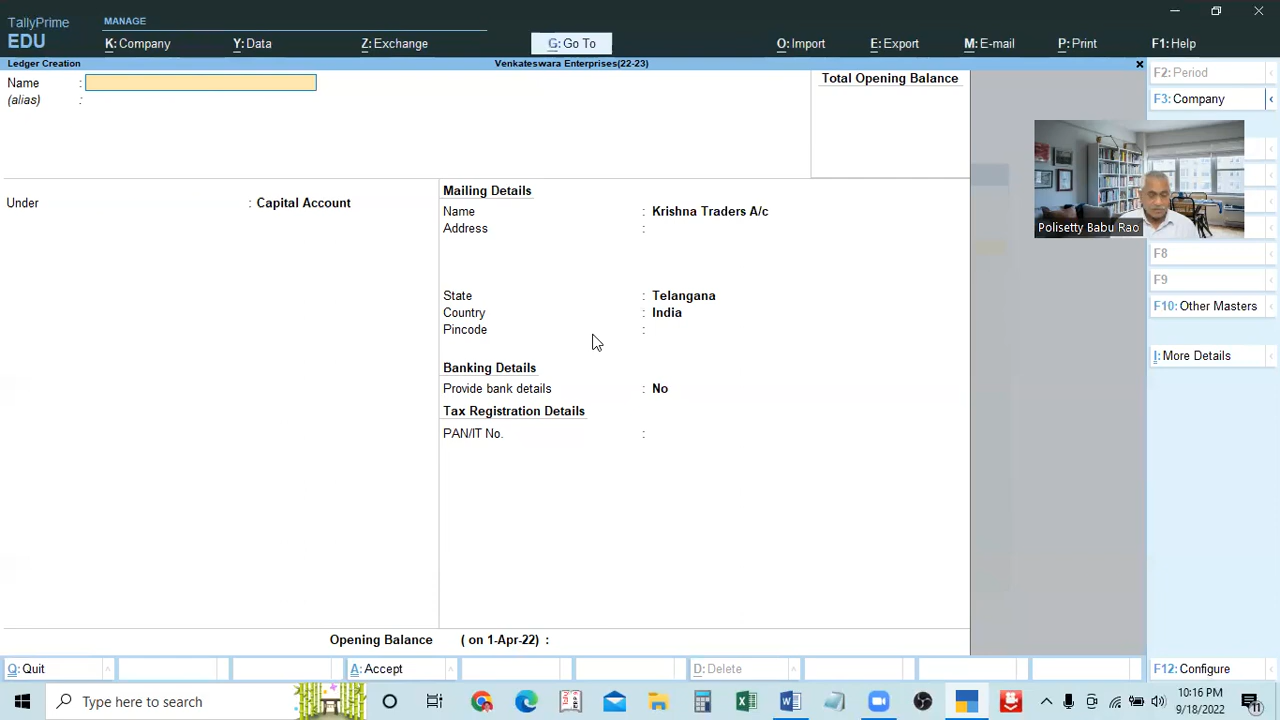 TallyPrime
EDU
MANAGE
K: Company
Y: Data
Z: Exchange
G: Go To
O: Import
E: Export
M: E-mail
P: Print
F1: Help
Ledger Creation
Venkateswara Enterprises(22-23)
×
Name :
(alias) :
Total Opening Balance
F2: Period
F3: Company
Polisetty Babu Rao
F8
F9
F10: Other Masters
I: More Details
Under : Capital Account
Mailing Details
Name : Krishna Traders A/c
Address :
State : Telangana
Country : India
Pincode :
Banking Details
Provide bank details : No
Tax Registration Details
PAN/IT No. :
Opening Balance ( on 1-Apr-22) :
Q: Quit
A: Accept
D: Delete
F12: Configure
Type here to search
10:16 PM
9/18/2022